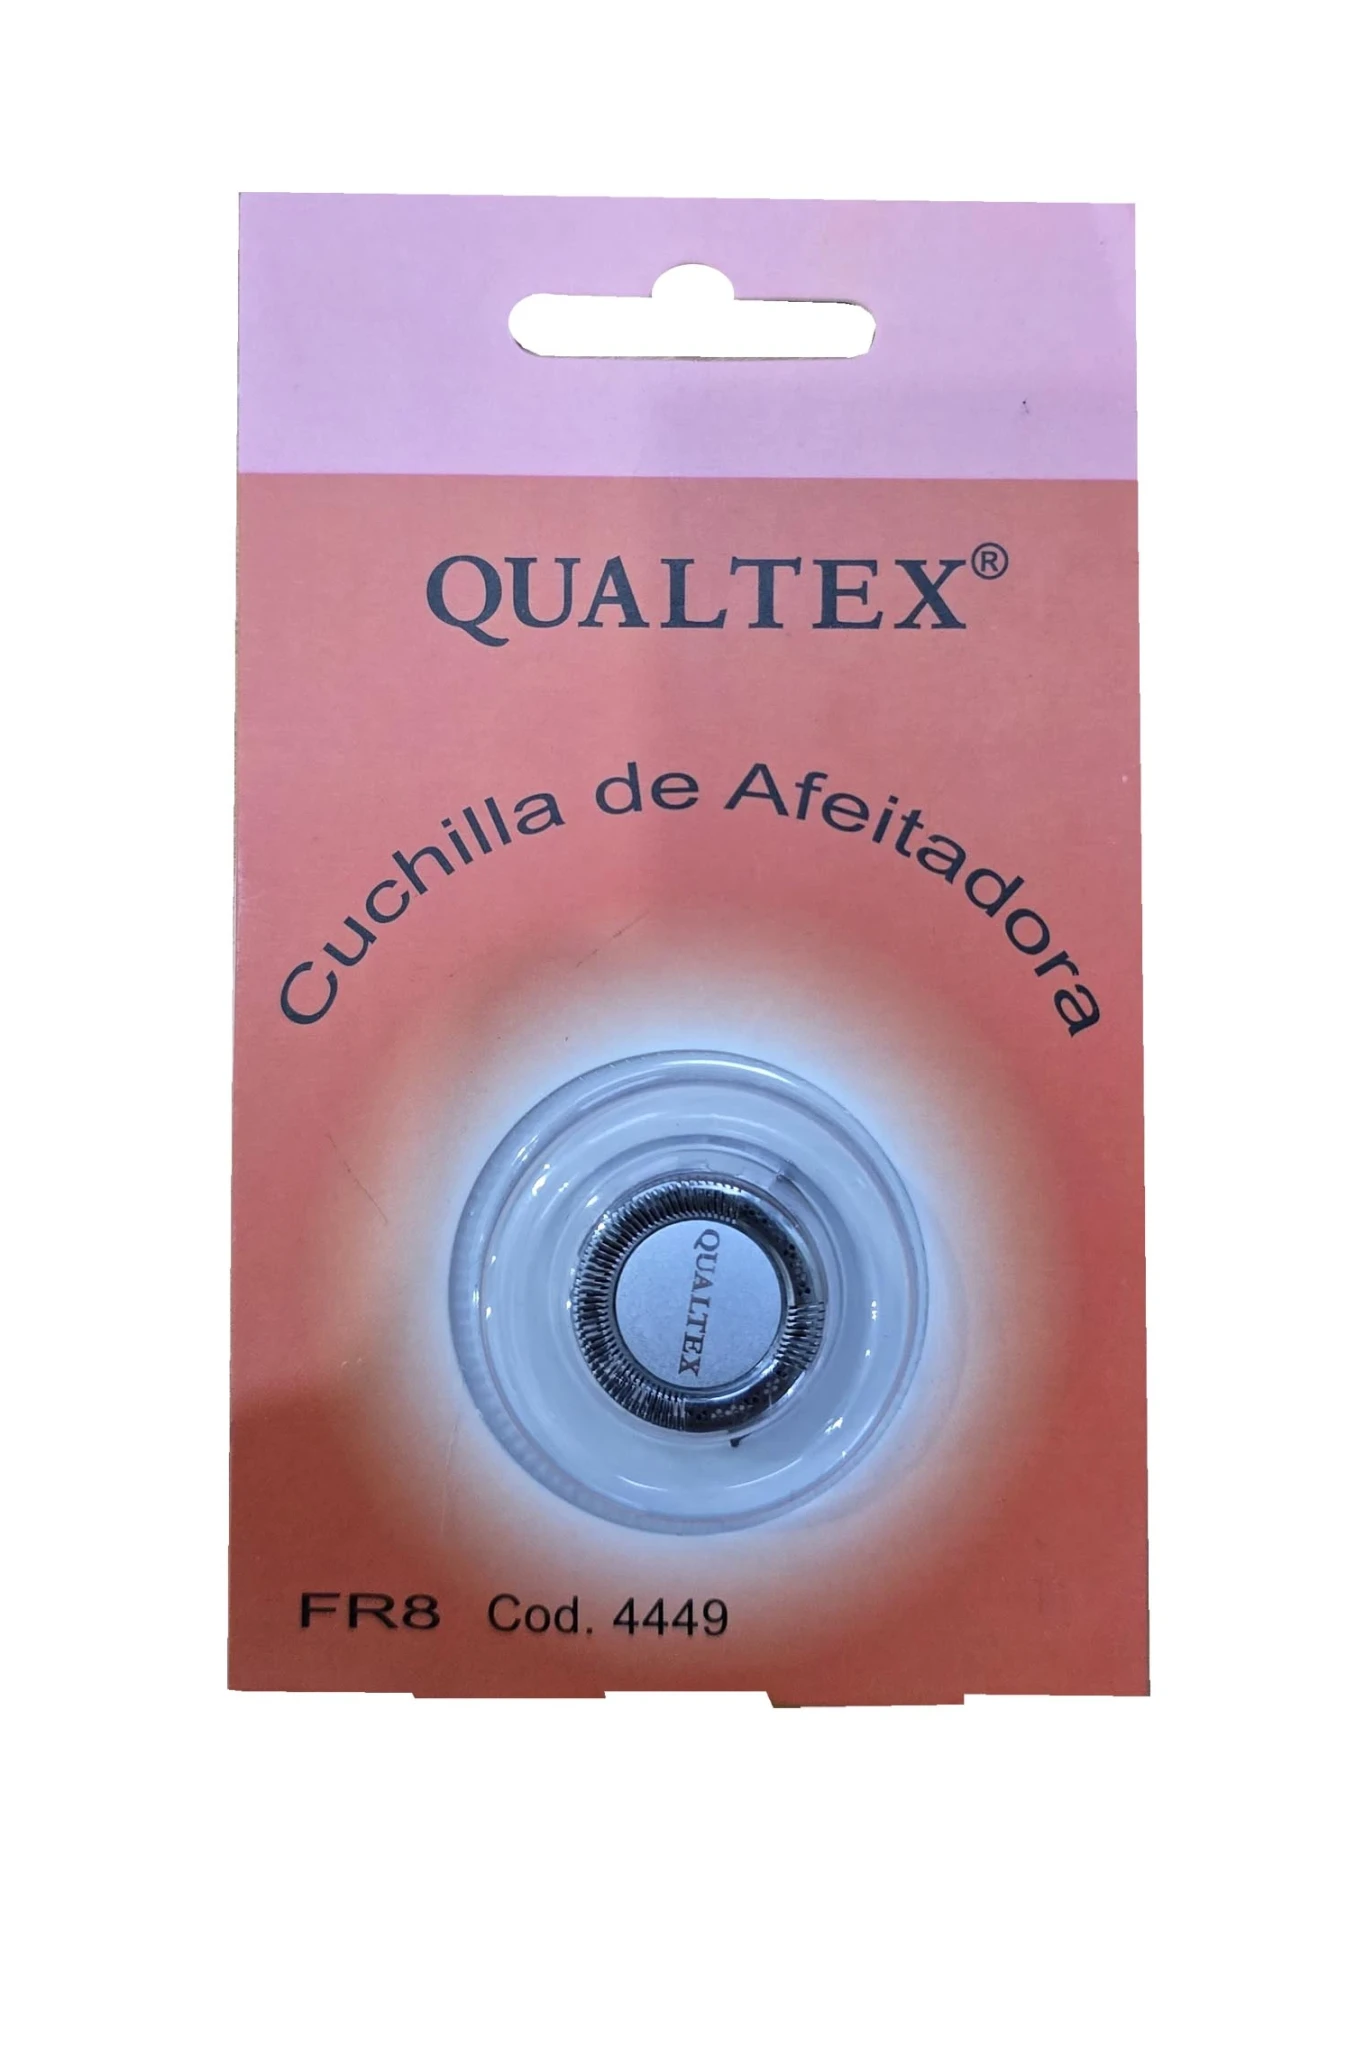 QUALTEX®
Cuchilla de Afeitadora
QUALTEX
FR8 Cod. 4449